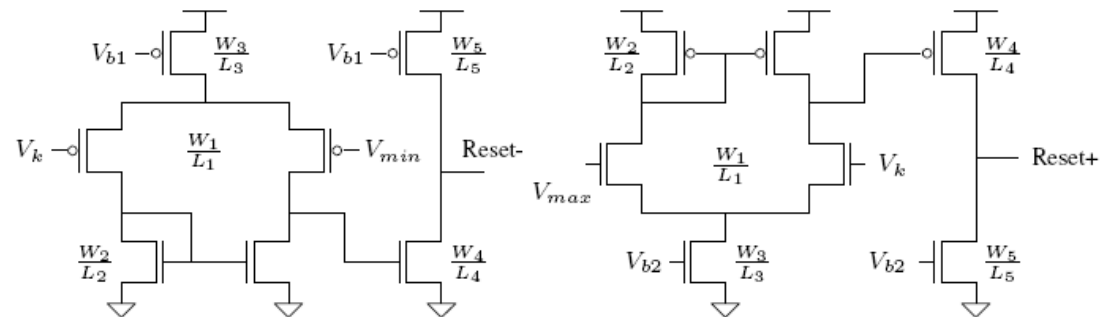 V_{b1} W_3/L_3 V_{b1} W_5/L_5 W_2/L_2 W_4/L_4
V_k W_1/L_1 V_{min} Reset- V_{max} W_1/L_1 V_k Reset+
W_2/L_2 W_4/L_4 V_{b2} W_3/L_3 V_{b2} W_5/L_5